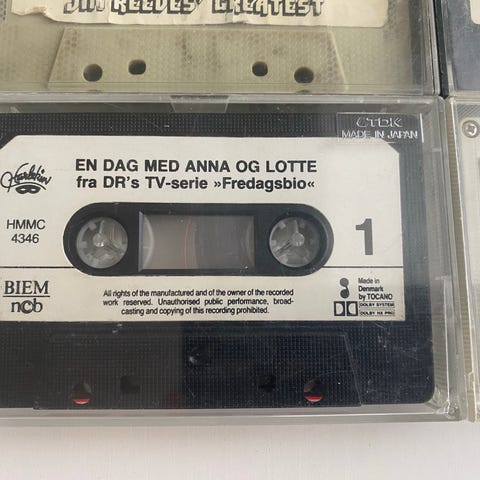 JIM REEVES' GREATEST
TDK
MADE IN JAPAN
EN DAG MED ANNA OG LOTTE
fra DR's TV-serie »Fredagsbio«
HMMC
4346
1
BIEM
ncb
All rights of the manufactured and of the owner of the recorded
work reserved. Unauthorised public performance, broad-
casting and copying of this recording prohibited.
Made in
Denmark
by TOCANO
DOLBY SYSTEM
DOLBY HX PRO